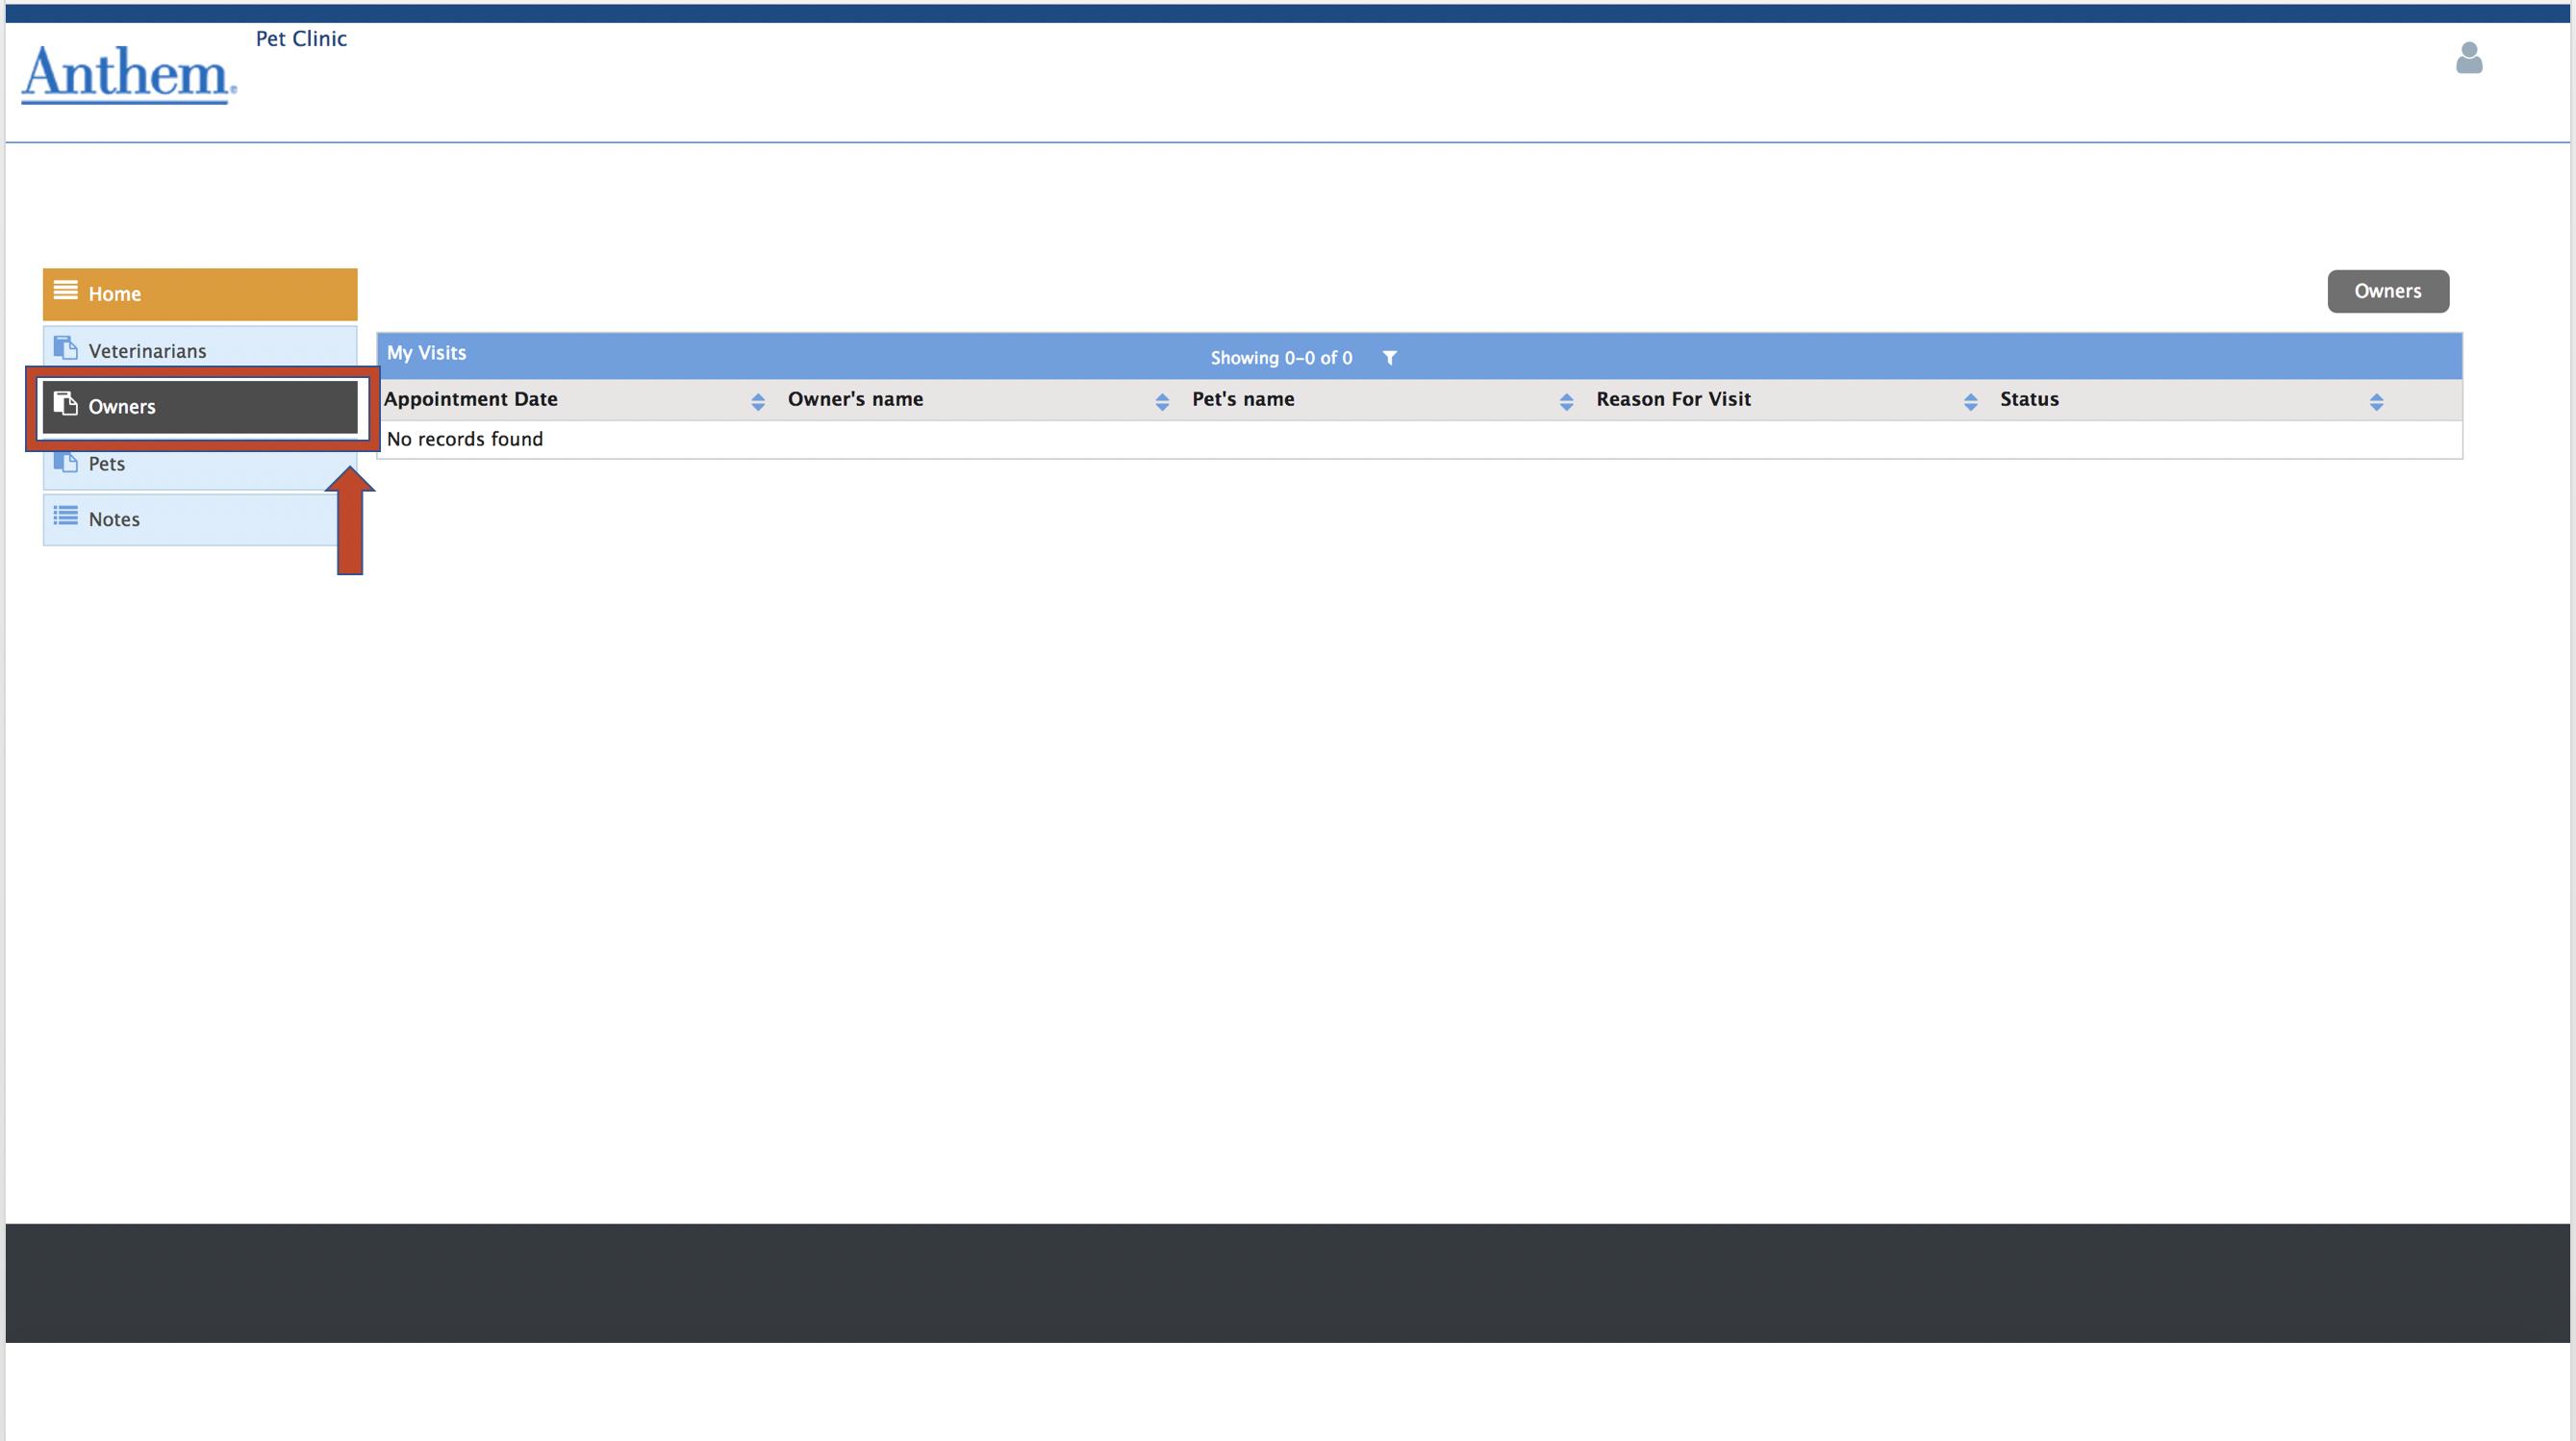 Pet Clinic
Anthem®
Home
Owners
Veterinarians
Owners
Pets
Notes
My Visits
Showing 0-0 of 0
Appointment Date Owner's name Pet's name Reason For Visit Status
No records found